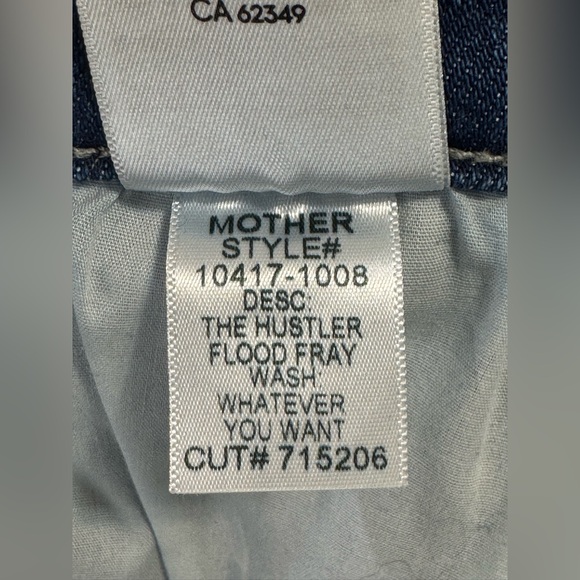 CA 62349
MOTHER
STYLE#
10417-1008
DESC:
THE HUSTLER
FLOOD FRAY
WASH
WHATEVER
YOU WANT
CUT# 715206